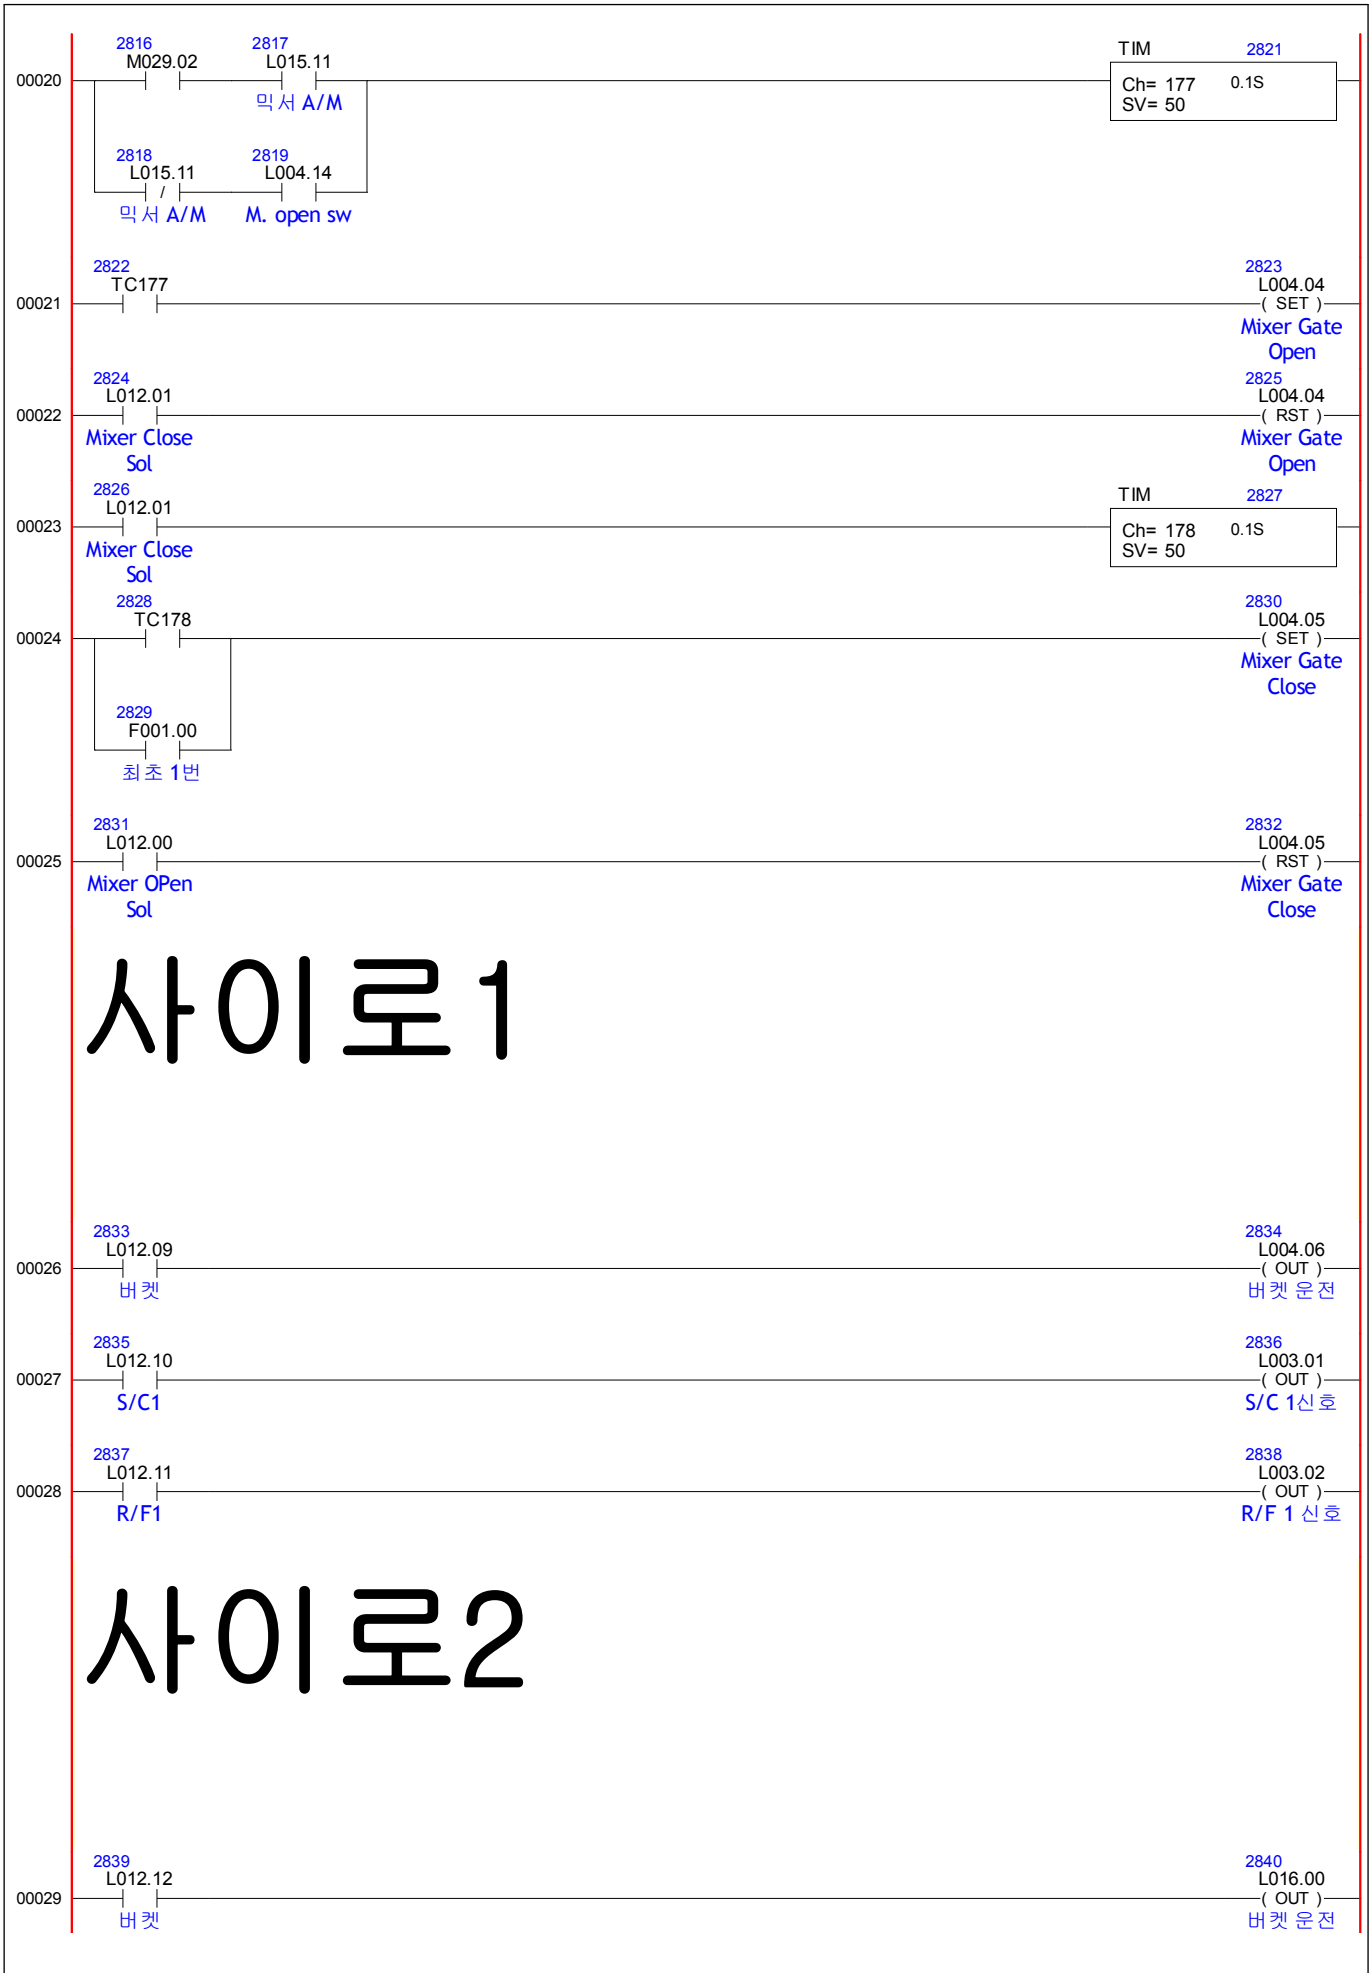 2816 2817 TIM 2821
M029.02 L015.11
00020 Ch= 177 0.1S
믹서 A/M SV= 50
2818 2819
L015.11 L004.14
/
믹서 A/M M. open sw
2822 2823
TC177 L004.04
00021 ( SET )
Mixer Gate
Open
2824 2825
L012.01 L004.04
00022 ( RST )
Mixer Close Mixer Gate
Sol Open
2826 TIM 2827
L012.01
00023 Ch= 178 0.1S
Mixer Close SV= 50
Sol
2828 2830
TC178 L004.05
00024 ( SET )
Mixer Gate
Close
2829
F001.00
최초 1번
2831 2832
L012.00 L004.05
00025 ( RST )
Mixer OPen Mixer Gate
Sol Close
사이로1
2833 2834
L012.09 L004.06
00026 ( OUT )
버켓 버켓 운전
2835 2836
L012.10 L003.01
00027 ( OUT )
S/C1 S/C 1신호
2837 2838
L012.11 L003.02
00028 ( OUT )
R/F1 R/F 1 신호
사이로2
2839 2840
L012.12 L016.00
00029 ( OUT )
버켓 버켓 운전